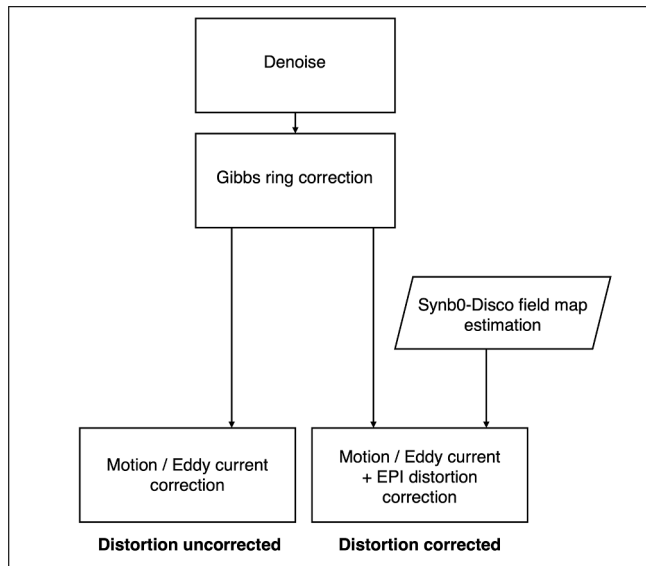 Denoise
Gibbs ring correction
Synb0-Disco field map
estimation
Motion / Eddy current
correction
Motion / Eddy current
+ EPI distortion
correction
Distortion uncorrected
Distortion corrected